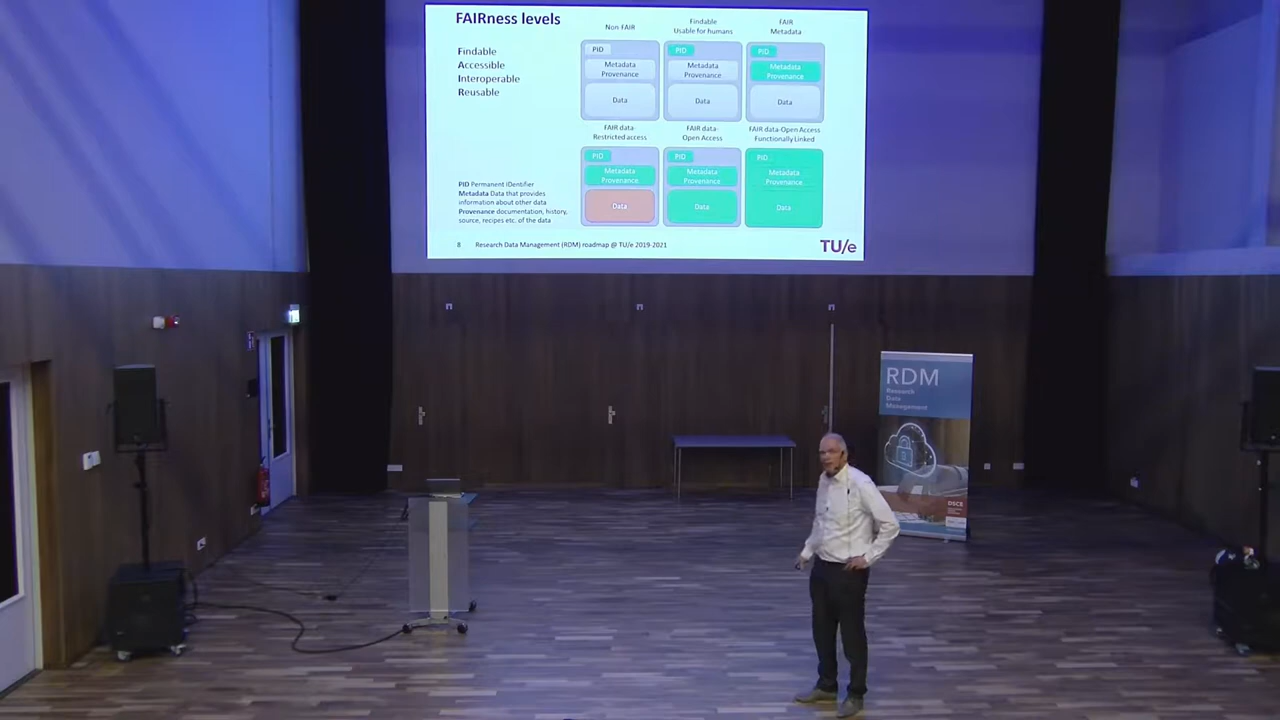 FAIRness levels
Findable
Accessible
Interoperable
Reusable
Non FAIR
PID
Metadata
Provenance
Data
Findable
Usable for humans
PID
Metadata
Provenance
Data
FAIR
Metadata
PID
Metadata
Provenance
Data
FAIR data-
Restricted access
PID
Metadata
Provenance
Data
FAIR data-
Open Access
PID
Metadata
Provenance
Data
FAIR data-Open Access
Functionally Linked
PID
Metadata
Provenance
Data
PID Permanent IDentifier
Metadata Data that provides
information about other data
Provenance documentation, history,
source, recipes etc. of the data
8 Research Data Management (RDM) roadmap @ TU/e 2019-2021
TU/e
RDM
Research
Data
Management
DSCE